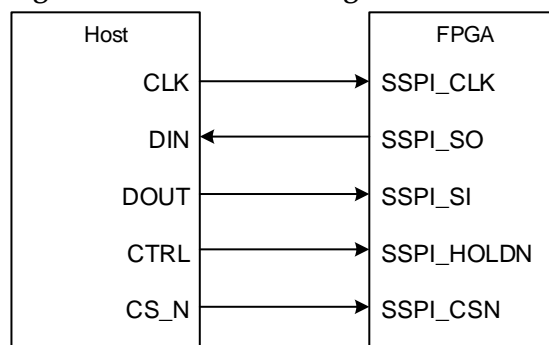 Host FPGA
CLK SSPI_CLK
DIN SSPI_SO
DOUT SSPI_SI
CTRL SSPI_HOLDN
CS_N SSPI_CSN